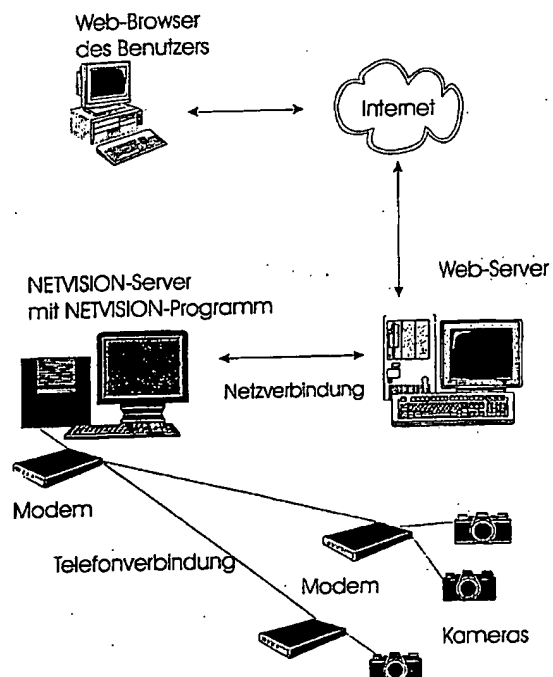 Web-Browser
des Benutzers
Internet
Web-Server
NETVISION-Server
mit NETVISION-Programm
Netzverbindung
Modem
Telefonverbindung
Modem
Kameras